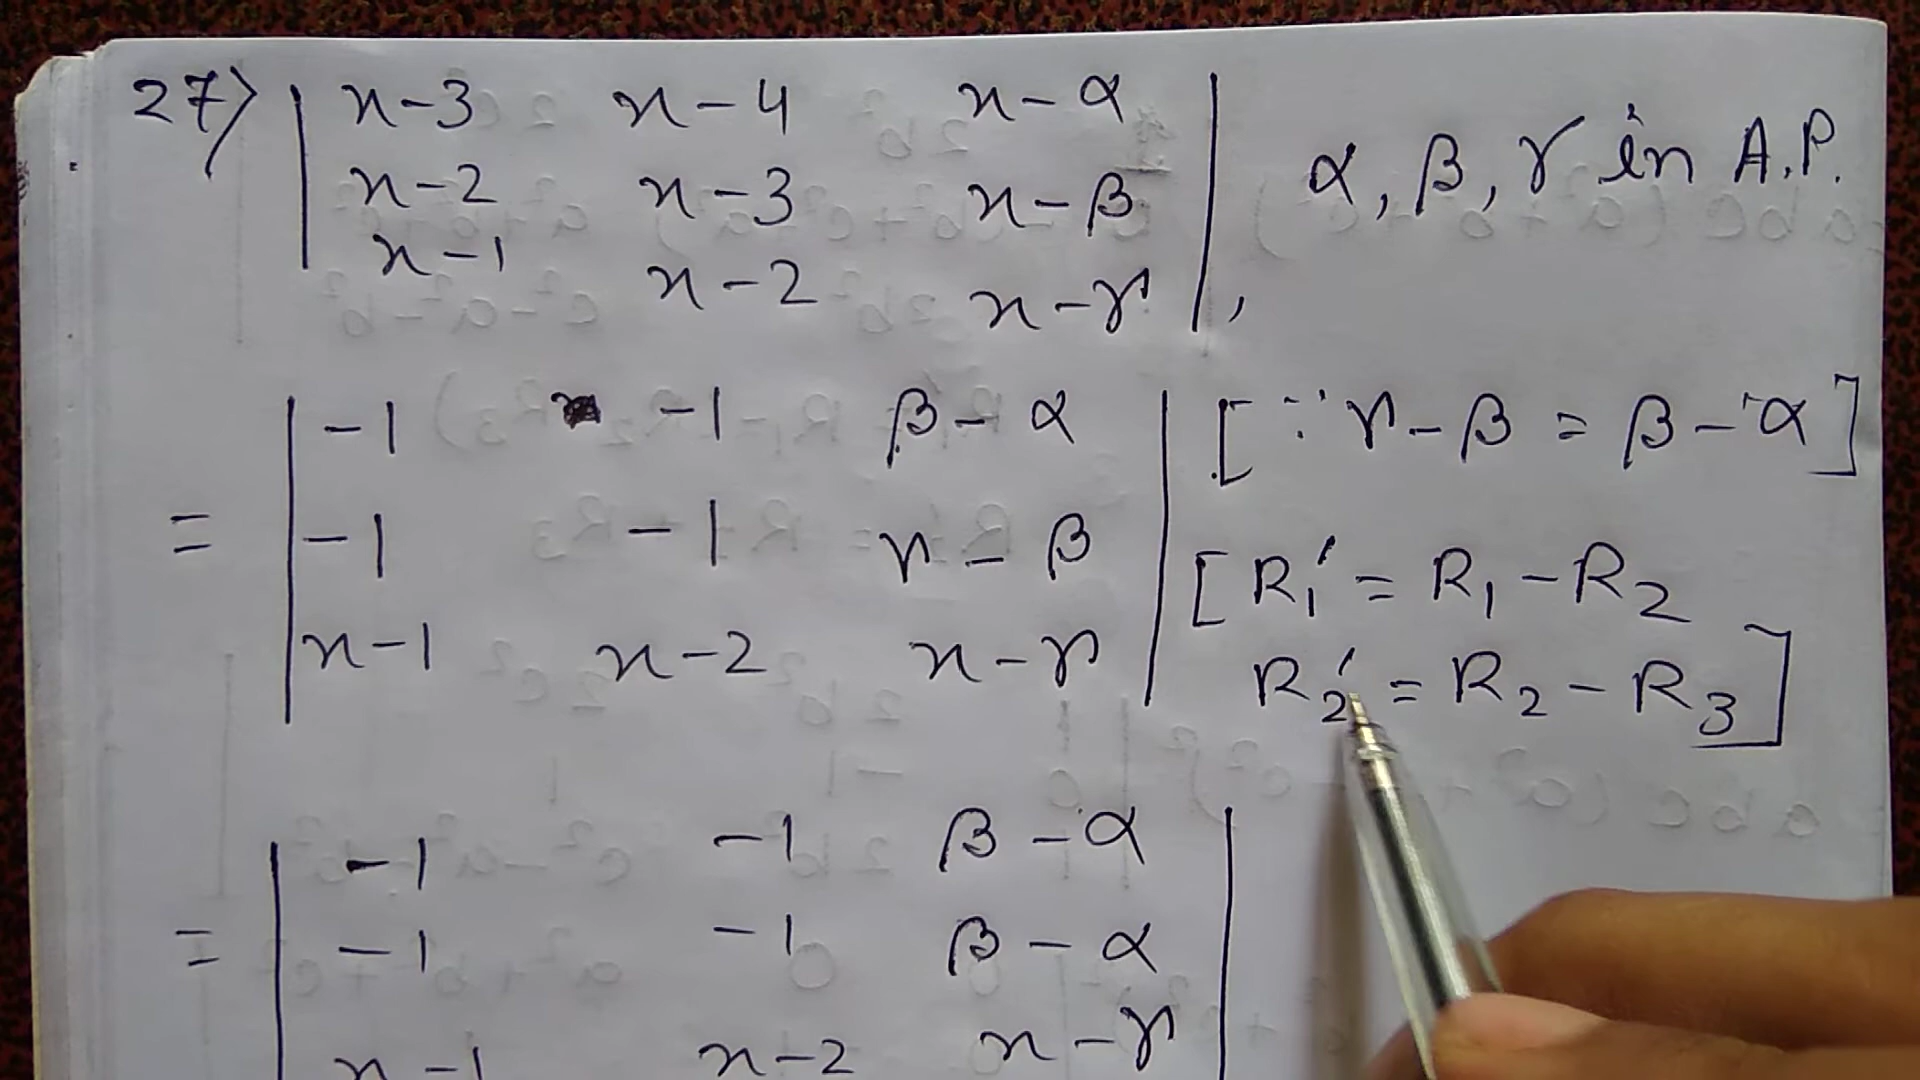 27) | x-3 x-4 x-α |
| x-2 x-3 x-β | α, β, γ in A.P.
| x-1 x-2 x-γ | ,
| -1 -1 β-α | [∵ γ-β = β-α]
= | -1 -1 γ-β | [R₁' = R₁ - R₂
| x-1 x-2 x-γ | R₂' = R₂ - R₃]
| -1 -1 β-α |
= | -1 -1 β-α |
| x-1 x-2 x-γ |